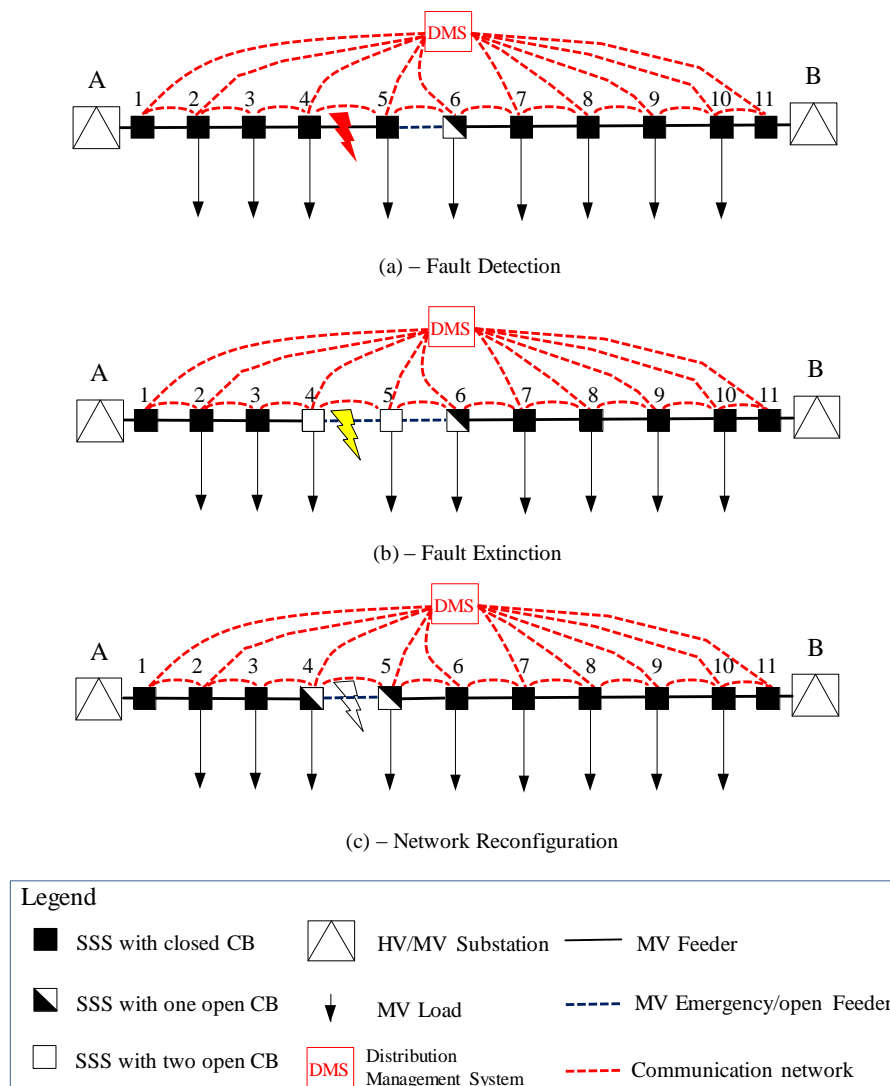 DMS
A
B
1 2 3 4 5 6 7 8 9 10 11
(a) – Fault Detection
DMS
A
B
1 2 3 4 5 6 7 8 9 10 11
(b) – Fault Extinction
DMS
A
B
1 2 3 4 5 6 7 8 9 10 11
(c) – Network Reconfiguration
Legend
SSS with closed CB
HV/MV Substation
MV Feeder
SSS with one open CB
MV Load
MV Emergency/open Feeder
SSS with two open CB
DMS
Distribution
Management System
Communication network